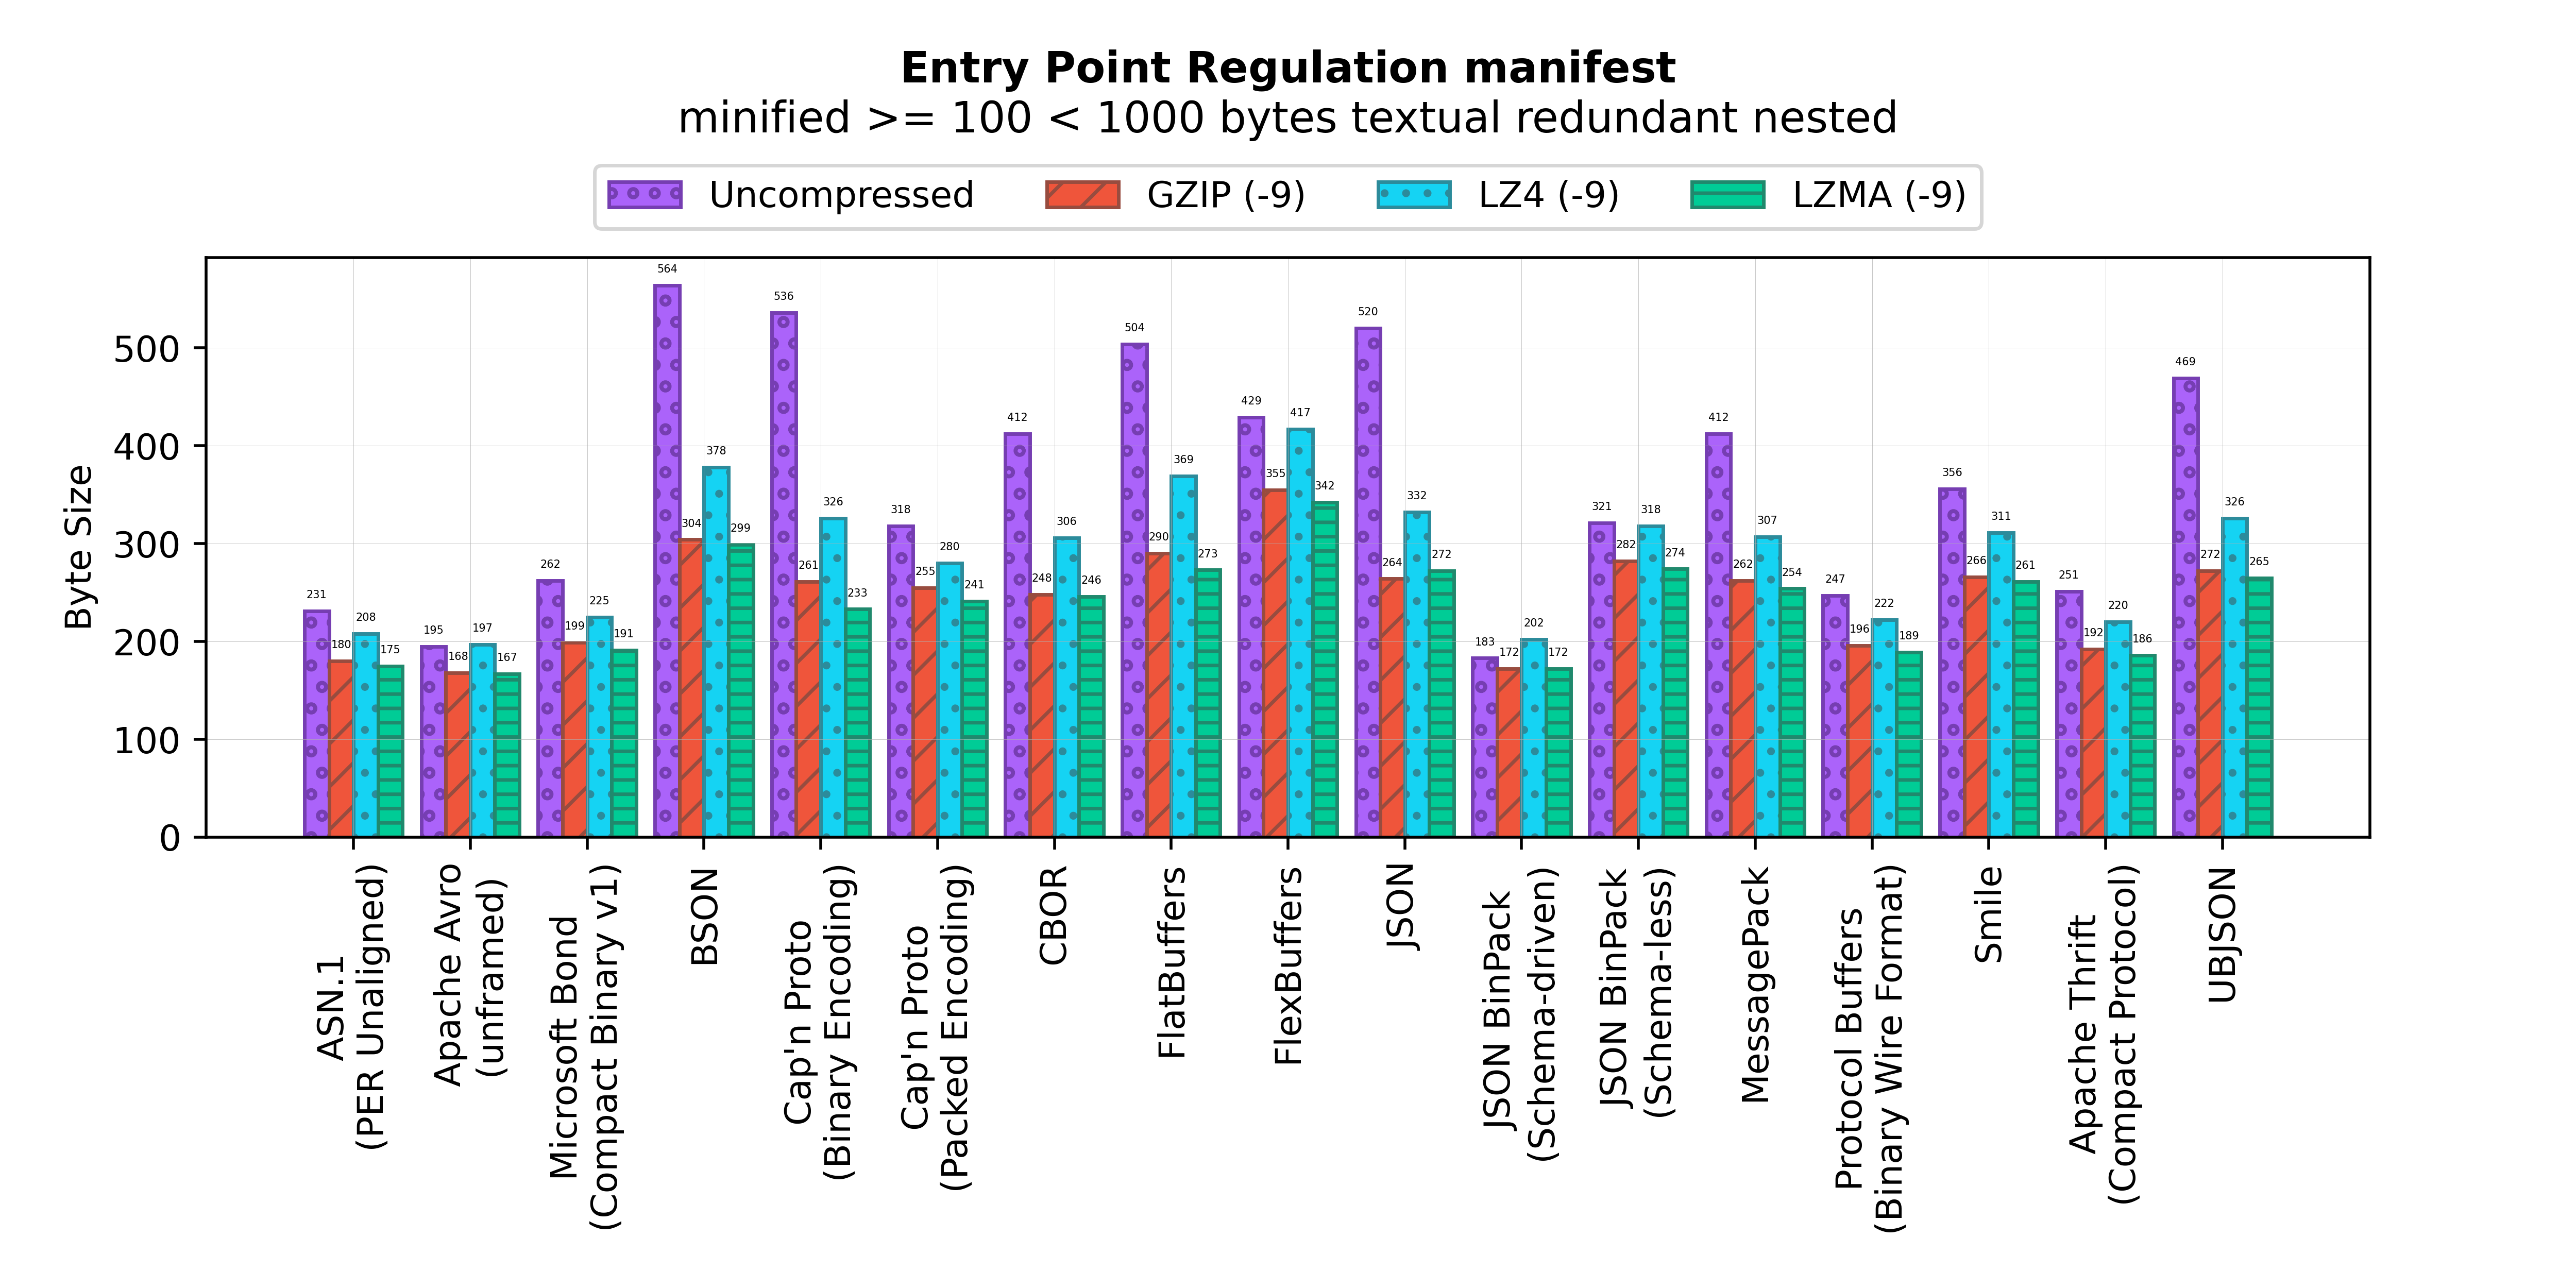 Entry Point Regulation manifest
minified >= 100 < 1000 bytes textual redundant nested
Uncompressed
GZIP (-9)
LZ4 (-9)
LZMA (-9)
Byte Size
500
400
300
200
100
0
231
180
208
175
195
168
197
167
262
199
225
191
564
304
378
299
536
261
326
233
318
255
280
241
412
248
306
246
504
290
369
273
429
355
417
342
520
264
332
272
183
172
202
172
321
282
318
274
412
262
307
254
247
196
222
189
356
266
311
261
251
192
220
186
469
272
326
265
ASN.1
(PER Unaligned)
Apache Avro
(unframed)
Microsoft Bond
(Compact Binary v1)
BSON
Cap'n Proto
(Binary Encoding)
Cap'n Proto
(Packed Encoding)
CBOR
FlatBuffers
FlexBuffers
JSON
JSON BinPack
(Schema-driven)
JSON BinPack
(Schema-less)
MessagePack
Protocol Buffers
(Binary Wire Format)
Smile
Apache Thrift
(Compact Protocol)
UBJSON